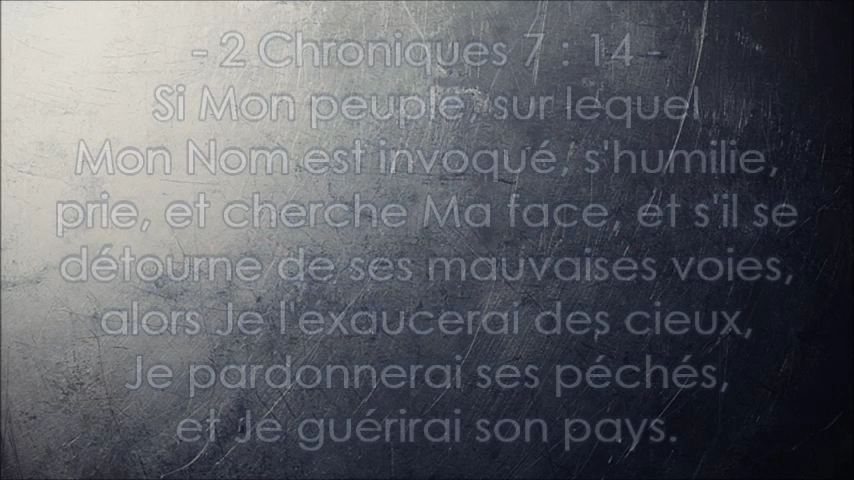 - 2 Chroniques 7 : 14 -
Si Mon peuple, sur lequel
Mon Nom est invoqué, s'humilie,
prie, et cherche Ma face, et s'il se
détourne de ses mauvaises voies,
alors Je l'exaucerai des cieux,
Je pardonnerai ses péchés,
et Je guérirai son pays.